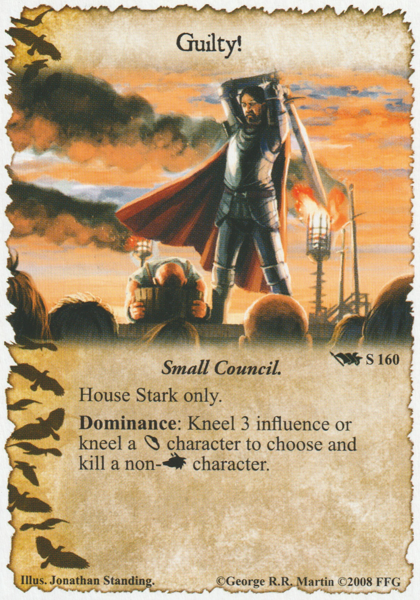 Guilty!
S 160
Small Council.
House Stark only.
Dominance: Kneel 3 influence or
kneel a character to choose and
kill a non- character.
Illus. Jonathan Standing. ©George R.R. Martin ©2008 FFG